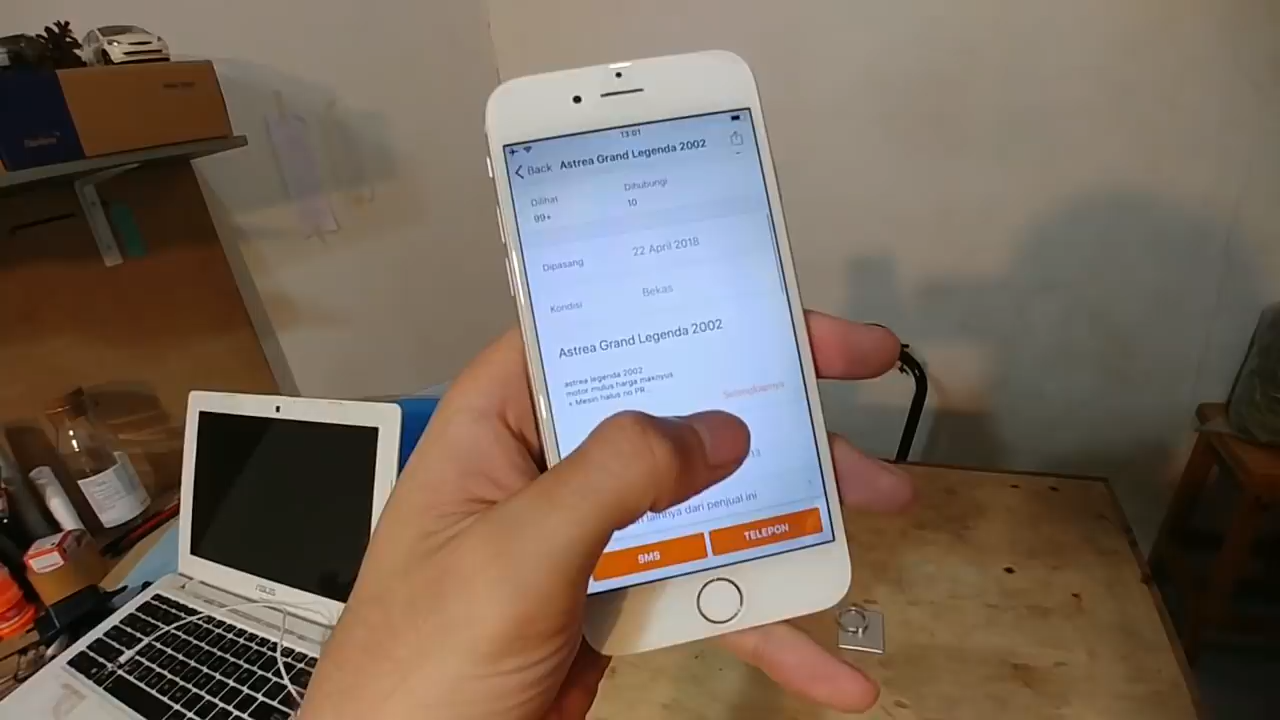 13:01
Back Astrea Grand Legenda 2002
Dilihat Dihubungi
99+ 10
Dipasang 22 April 2018
Kondisi Bekas
Astrea Grand Legenda 2002
astrea legenda 2002
motor mulus harga maknyus
+ Mesin halus no PR...
Selengkapnya
13
lainnya dari penjual ini
SMS TELEPON
ASUS